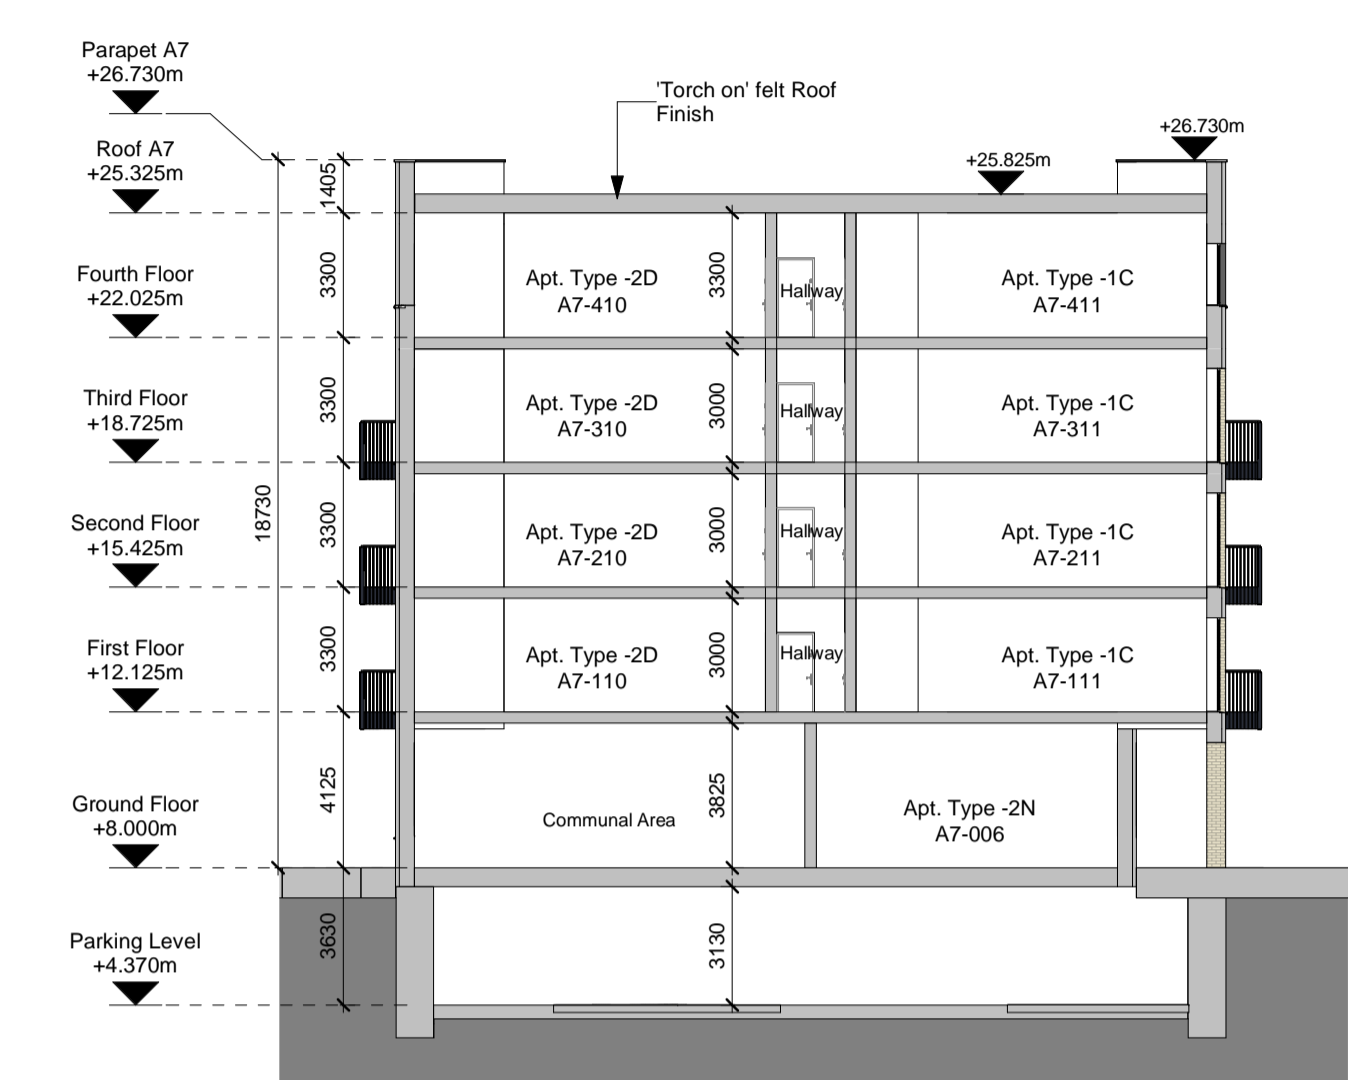 Parapet A7
+26.730m
Roof A7
+25.325m
Fourth Floor
+22.025m
Third Floor
+18.725m
Second Floor
+15.425m
First Floor
+12.125m
Ground Floor
+8.000m
Parking Level
+4.370m
18730
1405
3300
3300
3300
3300
4125
3630
'Torch on' felt Roof
Finish
+25.825m
+26.730m
Apt. Type -2D
A7-410
3300
Hallway
Apt. Type -1C
A7-411
Apt. Type -2D
A7-310
3000
Hallway
Apt. Type -1C
A7-311
Apt. Type -2D
A7-210
3000
Hallway
Apt. Type -1C
A7-211
Apt. Type -2D
A7-110
3000
Hallway
Apt. Type -1C
A7-111
Communal Area
3825
Apt. Type -2N
A7-006
3130